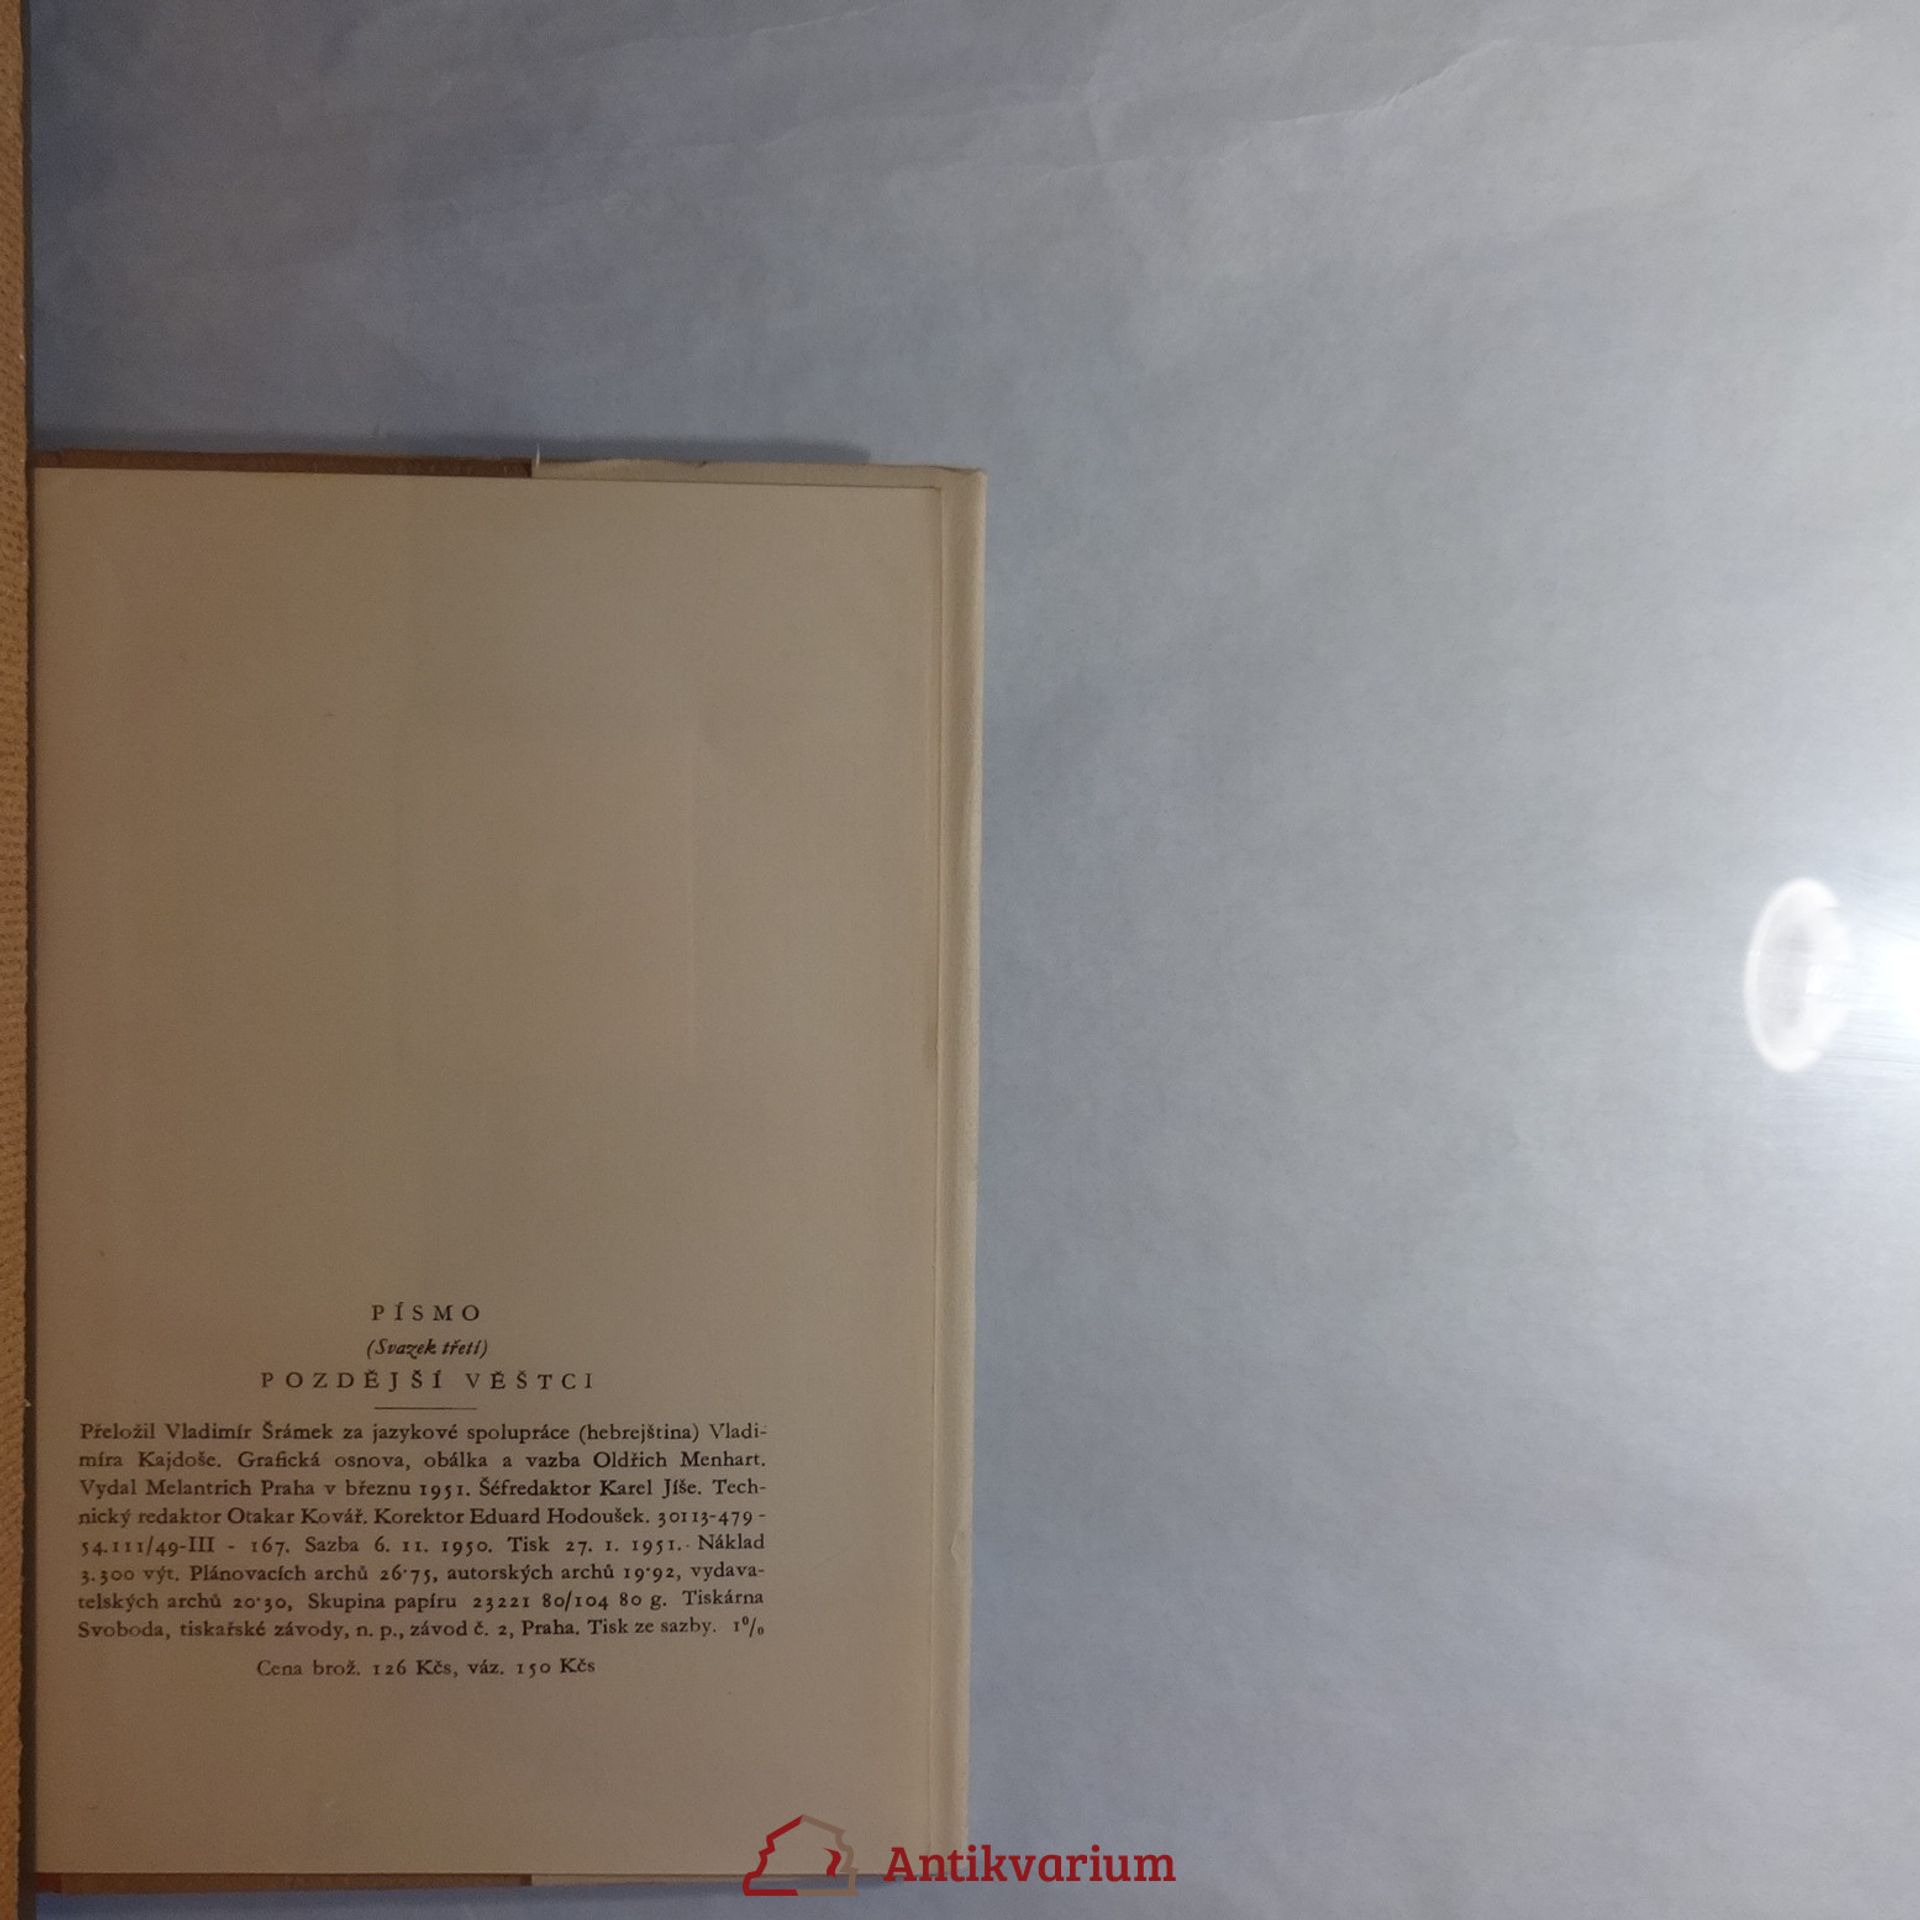 PÍSMO
(Svazek třetí)
POZDĚJŠÍ VĚŠTCI
Přeložil Vladimír Šrámek za jazykové spolupráce (hebrejština) Vladi-
míra Kajdoše. Grafická osnova, obálka a vazba Oldřich Menhart.
Vydal Melantrich Praha v březnu 1951. Šéfredaktor Karel Jíše. Tech-
nický redaktor Otakar Kovář. Korektor Eduard Hodoušek. 30113-479 -
54.111/49-III - 167. Sazba 6. 11. 1950. Tisk 27. 1. 1951. Náklad
3.300 výt. Plánovacích archů 26·75, autorských archů 19·92, vydava-
telských archů 20·30, Skupina papíru 23221 80/104 80 g. Tiskárna
Svoboda, tiskařské závody, n. p., závod č. 2, Praha. Tisk ze sazby. 1%
Cena brož. 126 Kčs, váz. 150 Kčs
Antikvarium